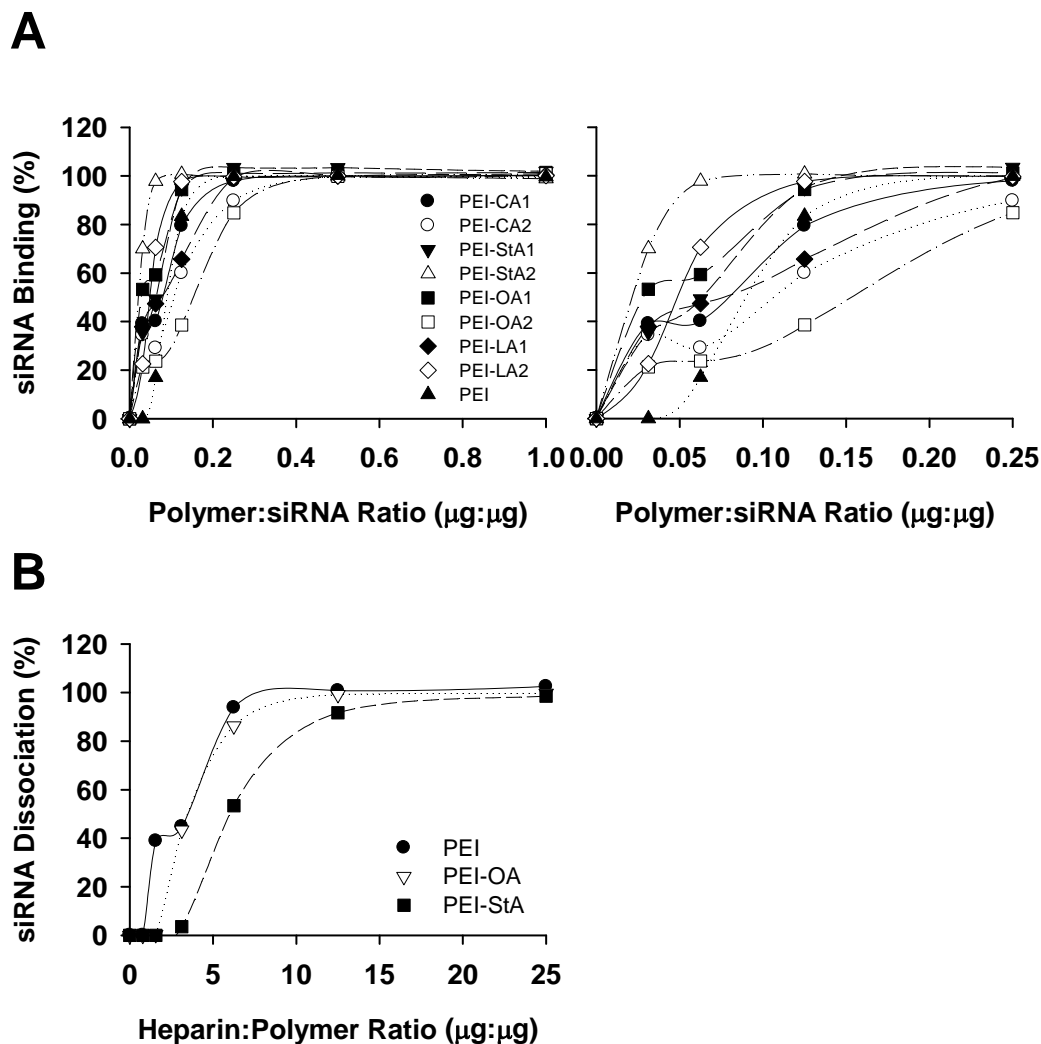 A
siRNA Binding (%)
120
100
80
60
40
20
0
0.0 0.2 0.4 0.6 0.8 1.0
Polymer:siRNA Ratio (μg:μg)
PEI-CA1
PEI-CA2
PEI-StA1
PEI-StA2
PEI-OA1
PEI-OA2
PEI-LA1
PEI-LA2
PEI
0.00 0.05 0.10 0.15 0.20 0.25
Polymer:siRNA Ratio (μg:μg)
B
siRNA Dissociation (%)
120
100
80
60
40
20
0
PEI
PEI-OA
PEI-StA
0 5 10 15 20 25
Heparin:Polymer Ratio (μg:μg)